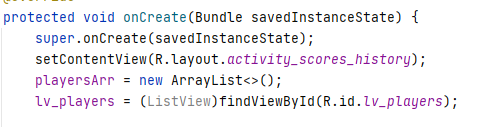 protected void onCreate(Bundle savedInstanceState) {
super.onCreate(savedInstanceState);
setContentView(R.layout.activity_scores_history);
playersArr = new ArrayList<>();
lv_players = (ListView)findViewById(R.id.lv_players);